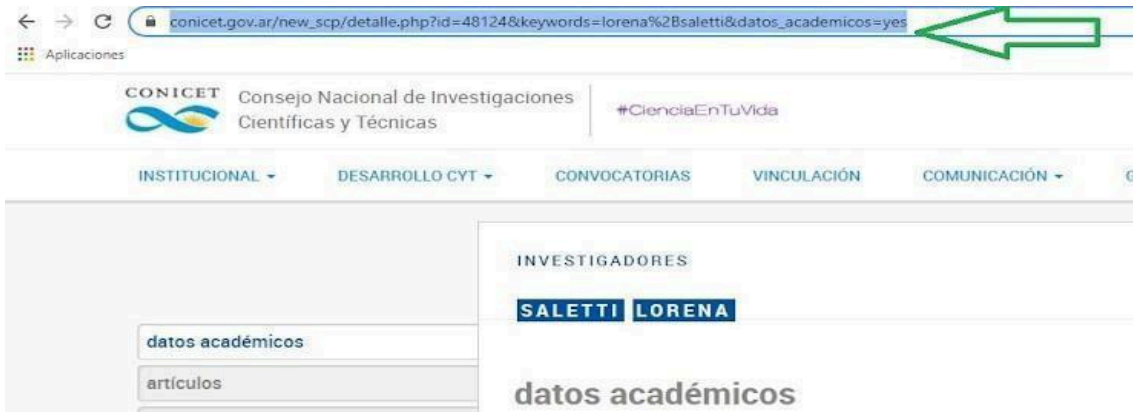 conicet.gov.ar/new_scp/detalle.php?id=48124&keywords=lorena%2Bsaletti&datos_academicos=yes
Aplicaciones
CONICET
Consejo Nacional de Investigaciones
Científicas y Técnicas
#CienciaEnTuVida
INSTITUCIONAL DESARROLLO CYT CONVOCATORIAS VINCULACIÓN COMUNICACIÓN
INVESTIGADORES
SALETTI LORENA
datos académicos
artículos
datos académicos